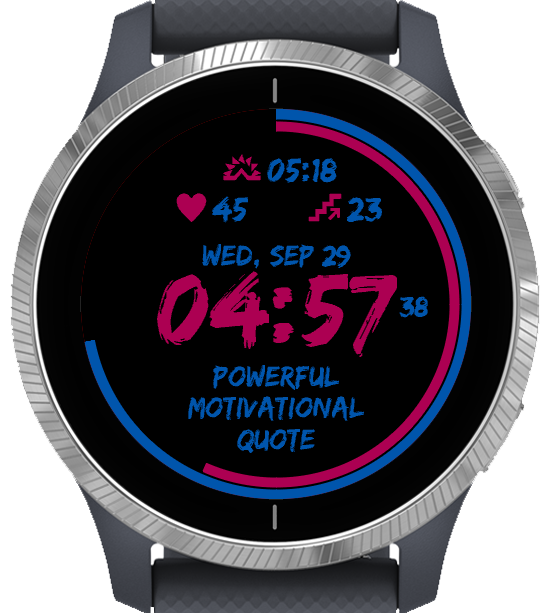 05:18
45 23
WED, SEP 29
04:57 38
POWERFUL
MOTIVATIONAL
QUOTE